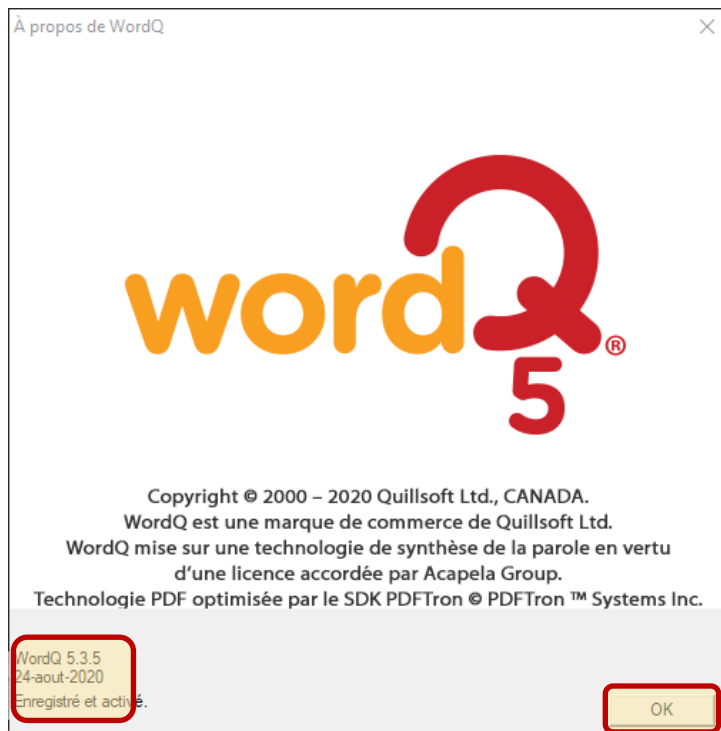 À propos de WordQ
wordQ®
5
Copyright © 2000 – 2020 Quillsoft Ltd., CANADA.
WordQ est une marque de commerce de Quillsoft Ltd.
WordQ mise sur une technologie de synthèse de la parole en vertu
d'une licence accordée par Acapela Group.
Technologie PDF optimisée par le SDK PDFTron © PDFTron ™ Systems Inc.
WordQ 5.3.5
24-aout-2020
Enregistré et activé.
OK